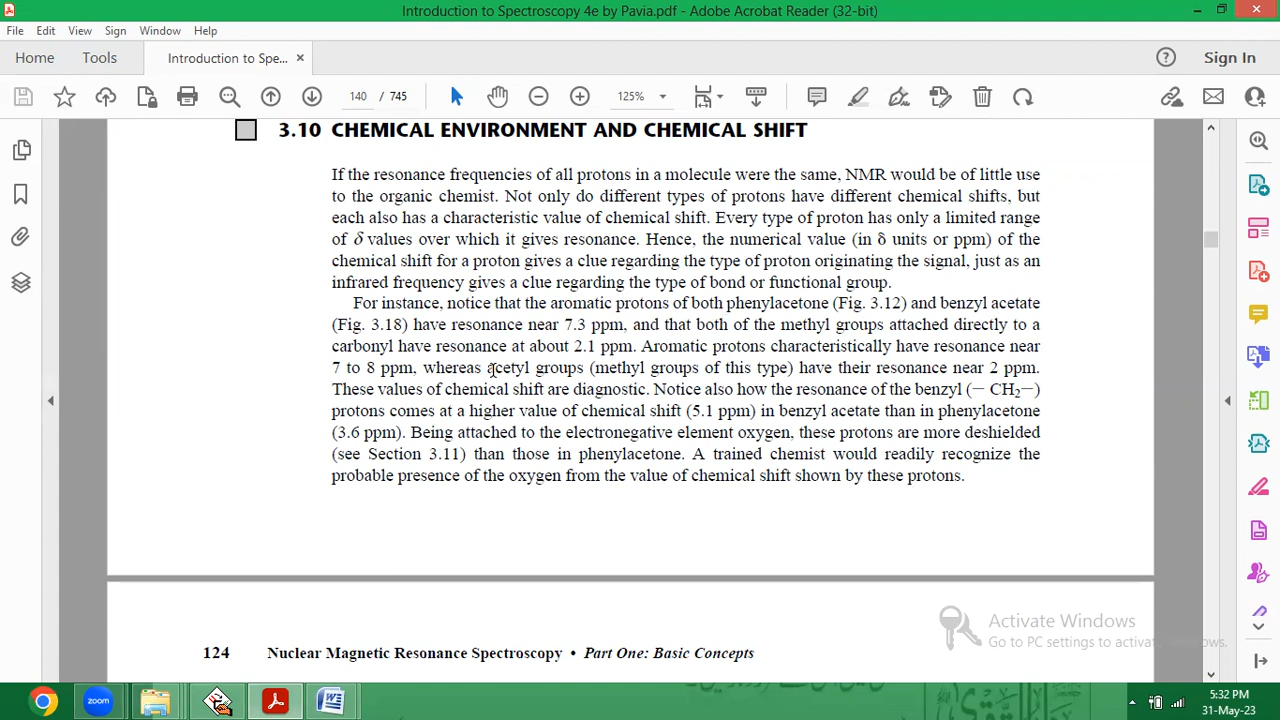 Introduction to Spectroscopy 4e by Pavia.pdf - Adobe Acrobat Reader (32-bit)
File Edit View Sign Window Help
Home Tools Introduction to Spe... × Sign In
140 / 745 125%
3.10 CHEMICAL ENVIRONMENT AND CHEMICAL SHIFT
If the resonance frequencies of all protons in a molecule were the same, NMR would be of little use
to the organic chemist. Not only do different types of protons have different chemical shifts, but
each also has a characteristic value of chemical shift. Every type of proton has only a limited range
of δ values over which it gives resonance. Hence, the numerical value (in δ units or ppm) of the
chemical shift for a proton gives a clue regarding the type of proton originating the signal, just as an
infrared frequency gives a clue regarding the type of bond or functional group.
For instance, notice that the aromatic protons of both phenylacetone (Fig. 3.12) and benzyl acetate
(Fig. 3.18) have resonance near 7.3 ppm, and that both of the methyl groups attached directly to a
carbonyl have resonance at about 2.1 ppm. Aromatic protons characteristically have resonance near
7 to 8 ppm, whereas acetyl groups (methyl groups of this type) have their resonance near 2 ppm.
These values of chemical shift are diagnostic. Notice also how the resonance of the benzyl (— CH₂—)
protons comes at a higher value of chemical shift (5.1 ppm) in benzyl acetate than in phenylacetone
(3.6 ppm). Being attached to the electronegative element oxygen, these protons are more deshielded
(see Section 3.11) than those in phenylacetone. A trained chemist would readily recognize the
probable presence of the oxygen from the value of chemical shift shown by these protons.
Activate Windows
Go to PC settings to activate Windows.
124 Nuclear Magnetic Resonance Spectroscopy • Part One: Basic Concepts
zoom
5:32 PM
31-May-23